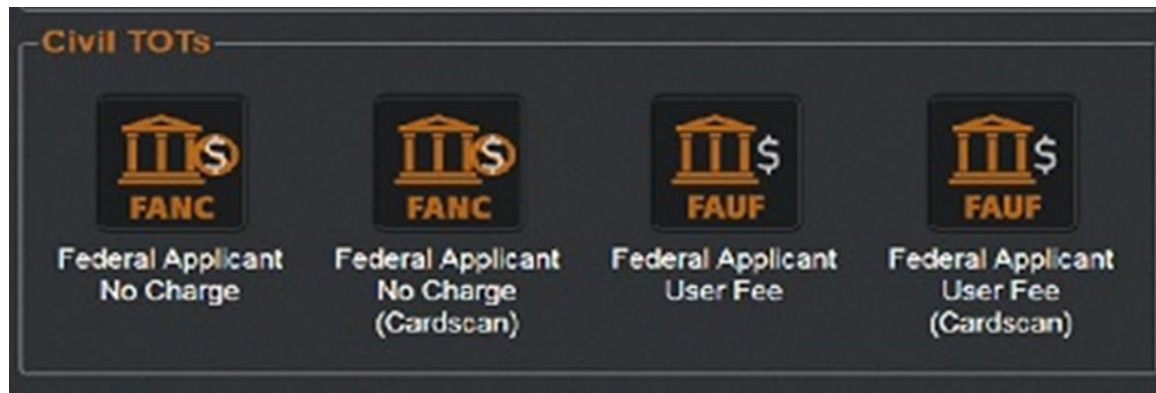 Civil TOTs
$
FANC
Federal Applicant
No Charge
$
FANC
Federal Applicant
No Charge
(Cardscan)
$
FAUF
Federal Applicant
User Fee
$
FAUF
Federal Applicant
User Fee
(Cardscan)